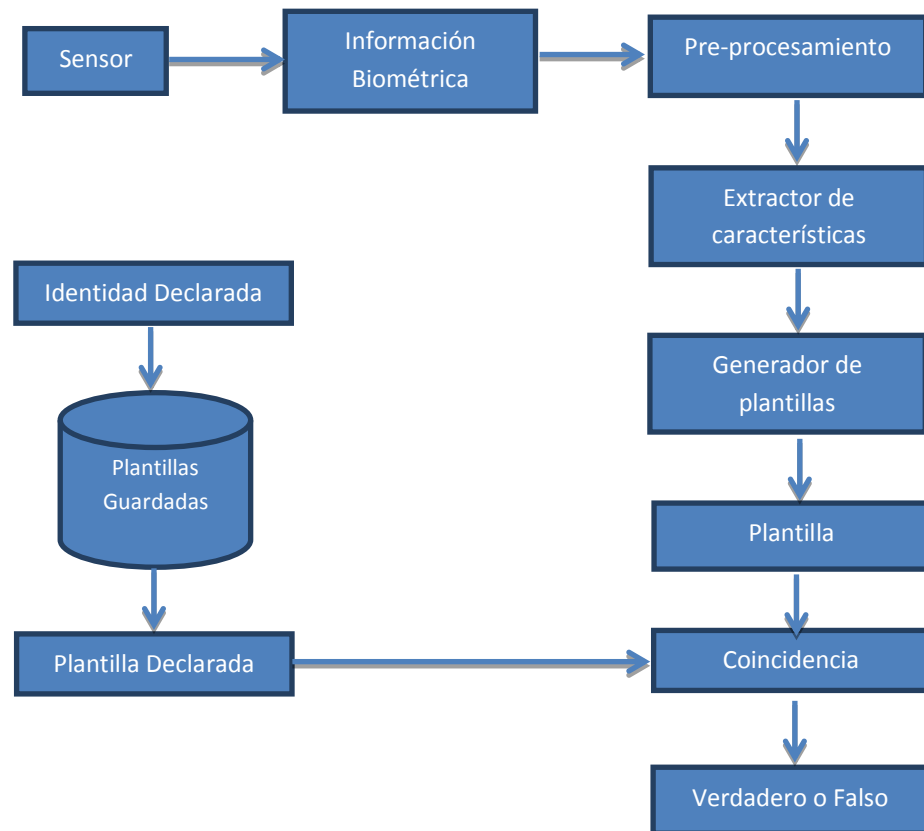 Sensor
Información
Biométrica
Pre-procesamiento
Extractor de
características
Identidad Declarada
Generador de
plantillas
Plantillas
Guardadas
Plantilla
Plantilla Declarada
Coincidencia
Verdadero o Falso